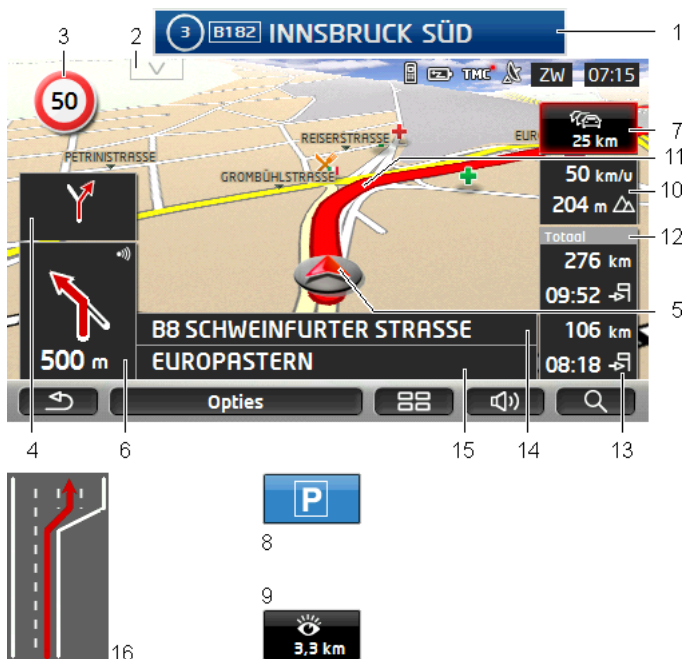 3 B182 INNSBRUCK SÜD
1
3
2
TMC ZW 07:15
50
25 km
7
REISERSTRASSE
EUR
11
PETRINISTRASSE
GROMBÜHLSTRASSE
50 km/u
10
204 m
Totaal
12
276 km
09:52
5
B8 SCHWEINFURTER STRASSE
106 km
500 m
EUROPASTERN
08:18
Opties
4
6
15
14
13
P
8
9
3,3 km
16